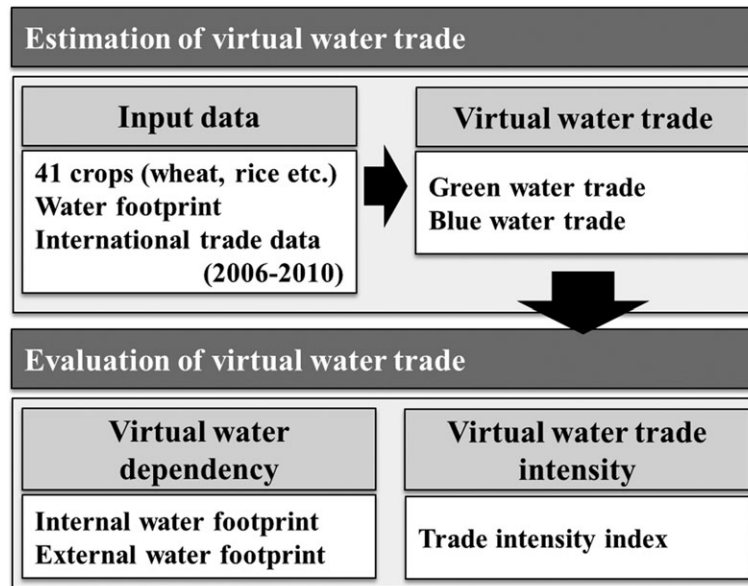 Estimation of virtual water trade
Input data
41 crops (wheat, rice etc.)
Water footprint
International trade data
(2006-2010)
Virtual water trade
Green water trade
Blue water trade
Evaluation of virtual water trade
Virtual water
dependency
Internal water footprint
External water footprint
Virtual water trade
intensity
Trade intensity index